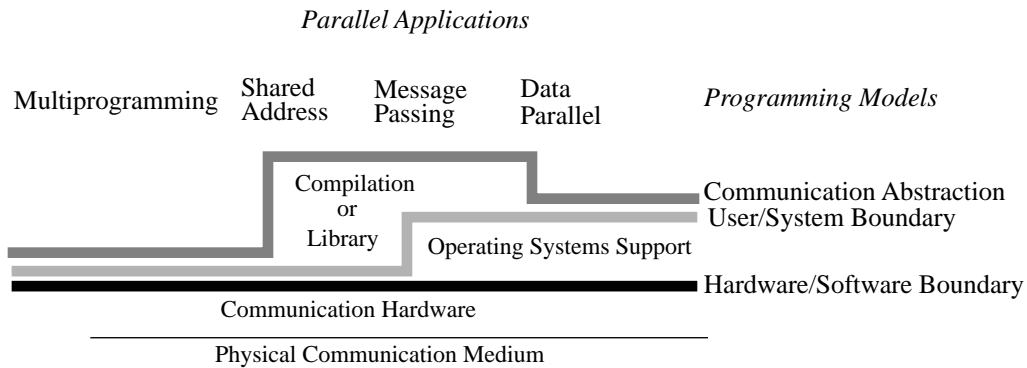 Parallel Applications
Multiprogramming
Shared
Address
Message
Passing
Data
Parallel
Programming Models
Compilation
or
Library
Communication Abstraction
User/System Boundary
Operating Systems Support
Hardware/Software Boundary
Communication Hardware
Physical Communication Medium